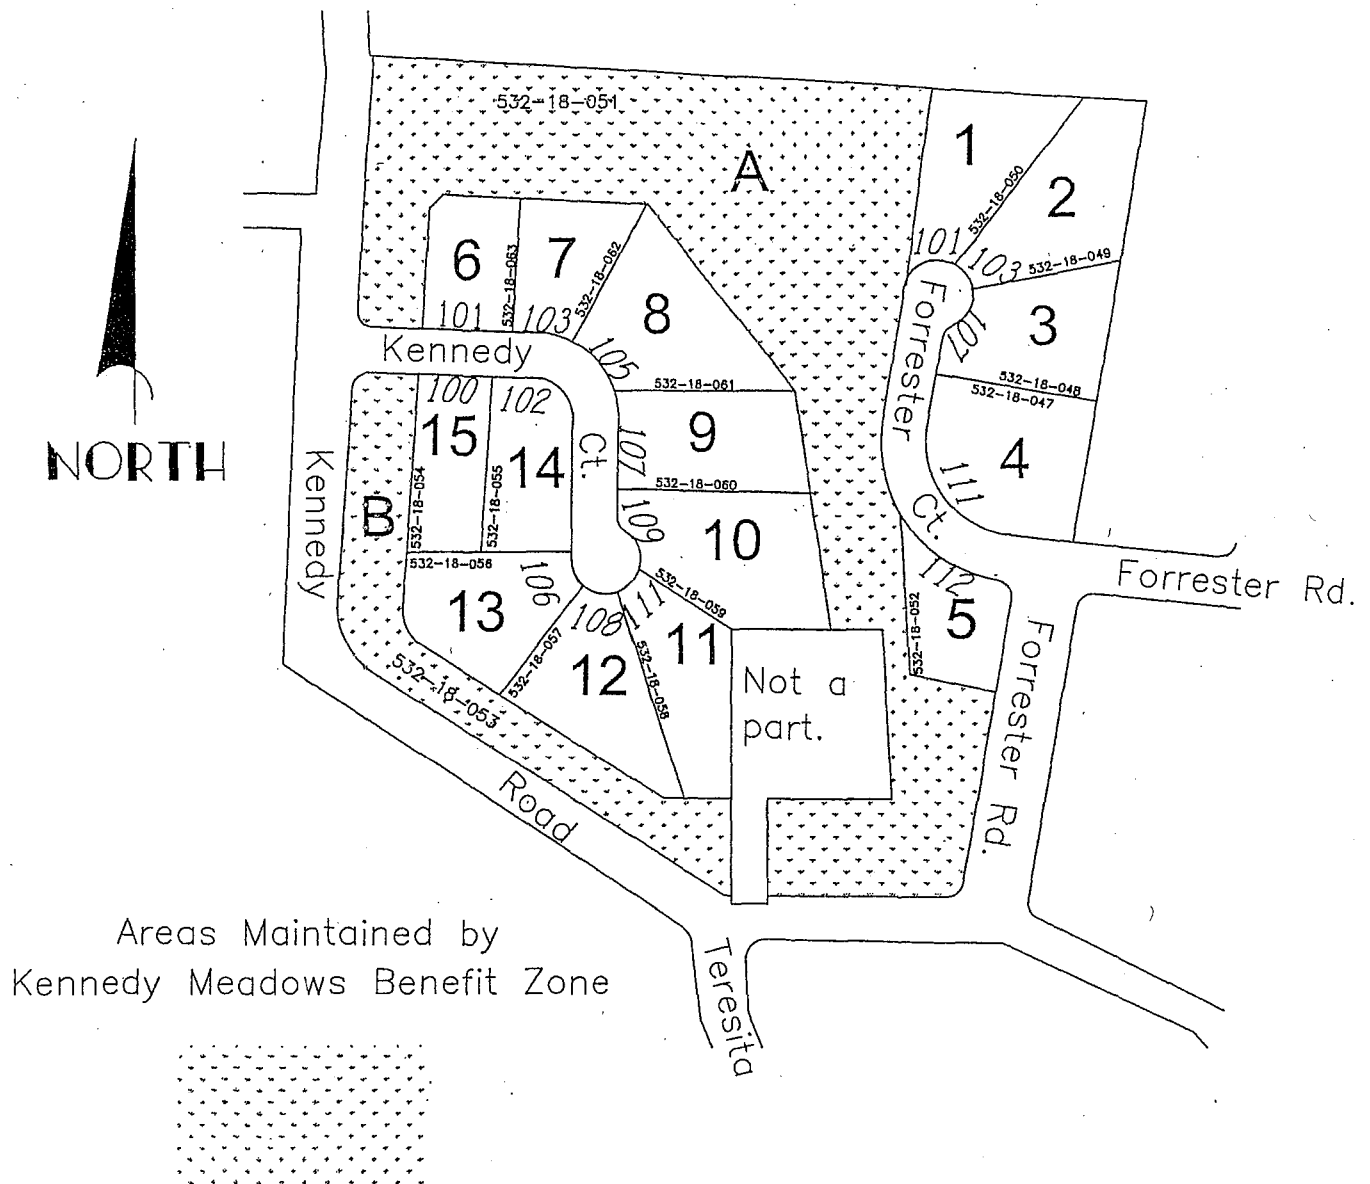 532-18-051
A
1
532-18-050
2
101
103
532-18-049
6
532-18-063
7
532-18-062
8
101
103
105
Kennedy
Forrester
107
3
532-18-061
532-18-048
532-18-047
100
102
15
14
Ct.
107
9
4
111
NORTH
Kennedy
B
532-18-054
532-18-055
532-18-060
109
10
Ct.
112
Forrester Rd.
532-18-056
106
13
532-18-057
108
111
532-18-059
11
12
532-18-058
532-18-052
5
Forrester Rd.
Not a
part.
532-18-053
Road
Teresita
Areas Maintained by
Kennedy Meadows Benefit Zone